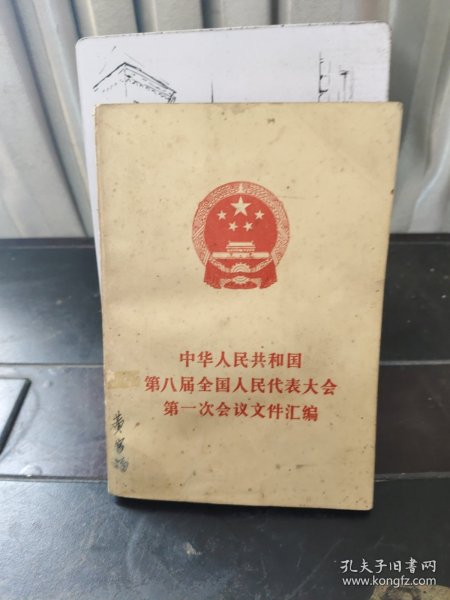 中华人民共和国
第八届全国人民代表大会
第一次会议文件汇编
孔夫子旧书网
www.kongfz.com